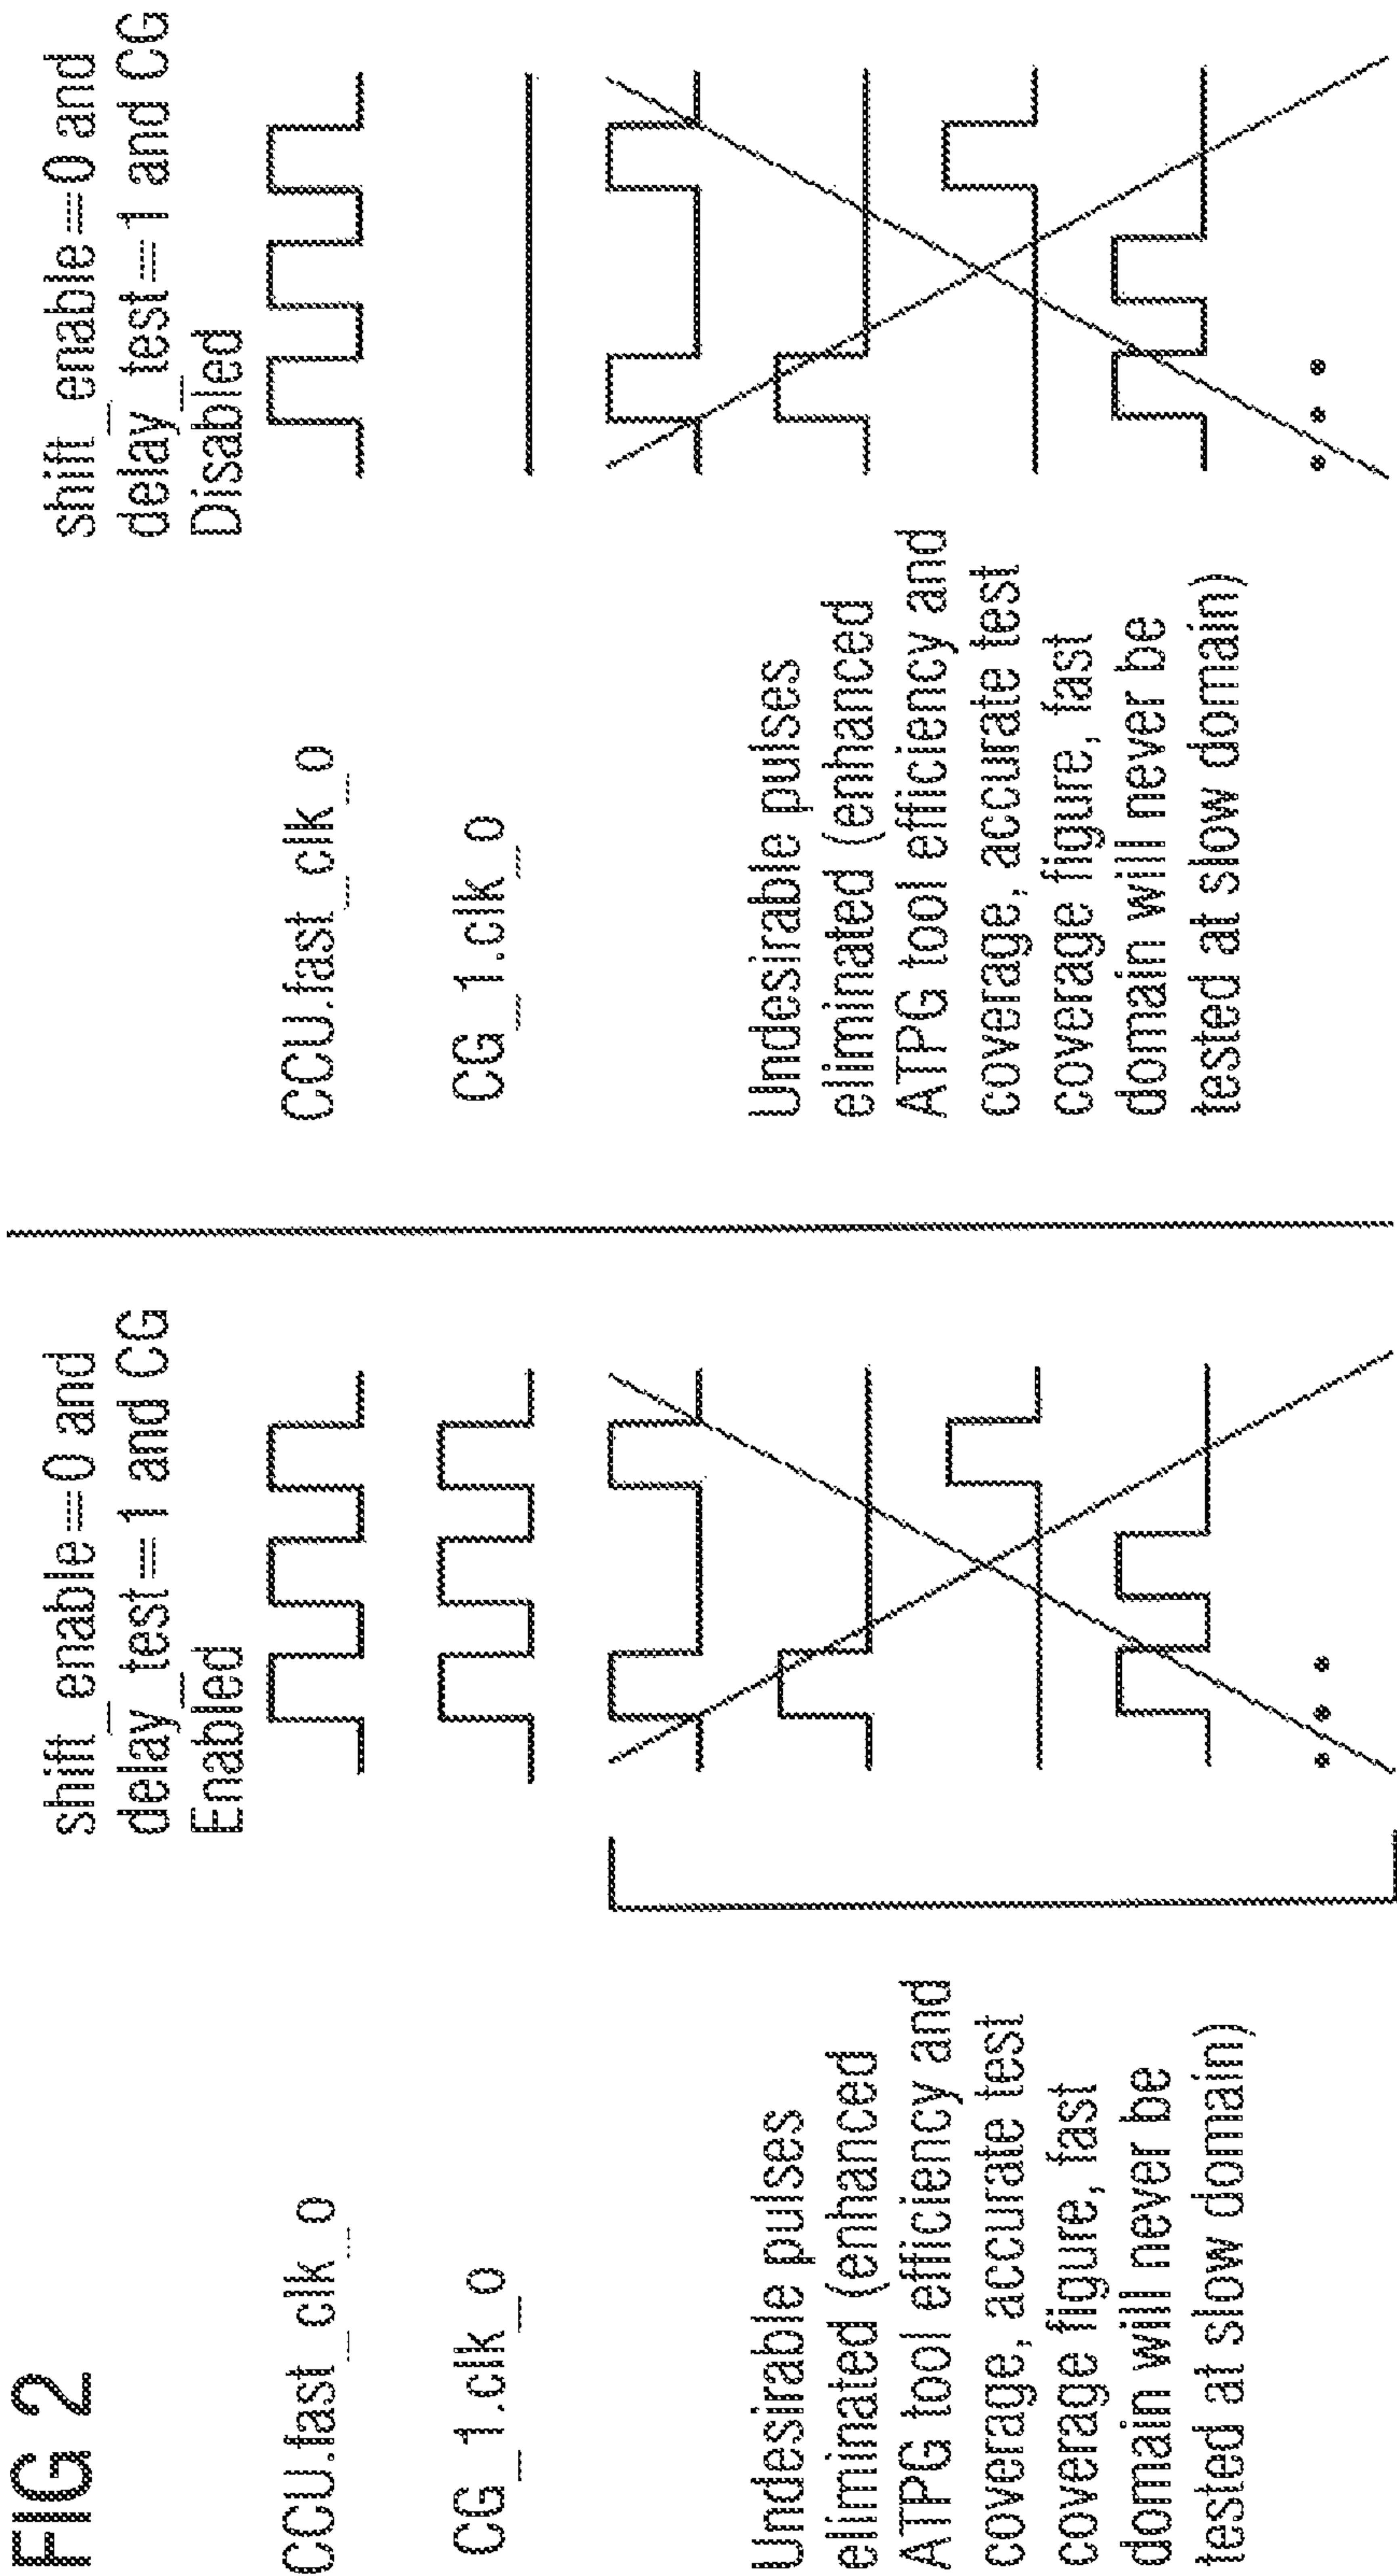 FIG 2
shift_enable=0 and
delay_test=1 and CG
Enabled
CCU.fast_clk_o
CG_1.clk_o
Undesirable pulses
eliminated (enhanced
ATPG tool efficiency and
coverage, accurate test
coverage figure, fast
domain will never be
tested at slow domain)
shift_enable=0 and
delay_test=1 and CG
Disabled
CCU.fast_clk_o
CG_1.clk_o
Undesirable pulses
eliminated (enhanced
ATPG tool efficiency and
coverage, accurate test
coverage figure, fast
domain will never be
tested at slow domain)